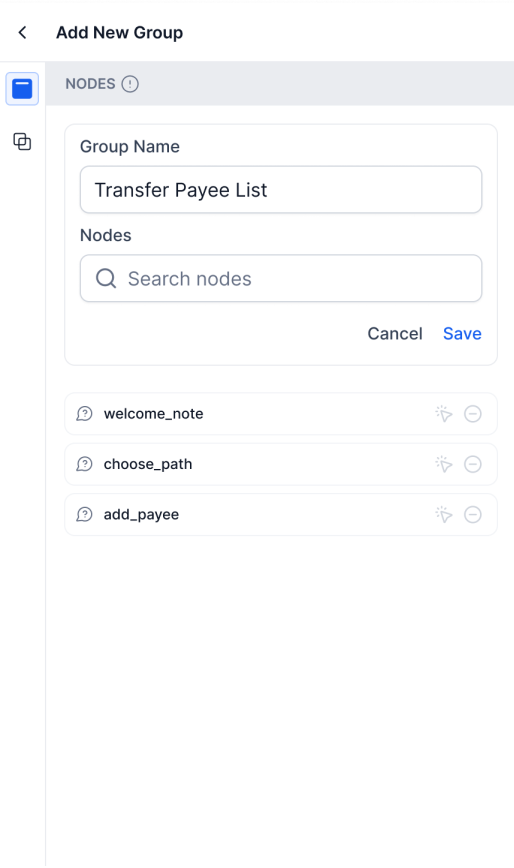 Add New Group
NODES
Group Name
Transfer Payee List
Nodes
Search nodes
Cancel Save
welcome_note
choose_path
add_payee